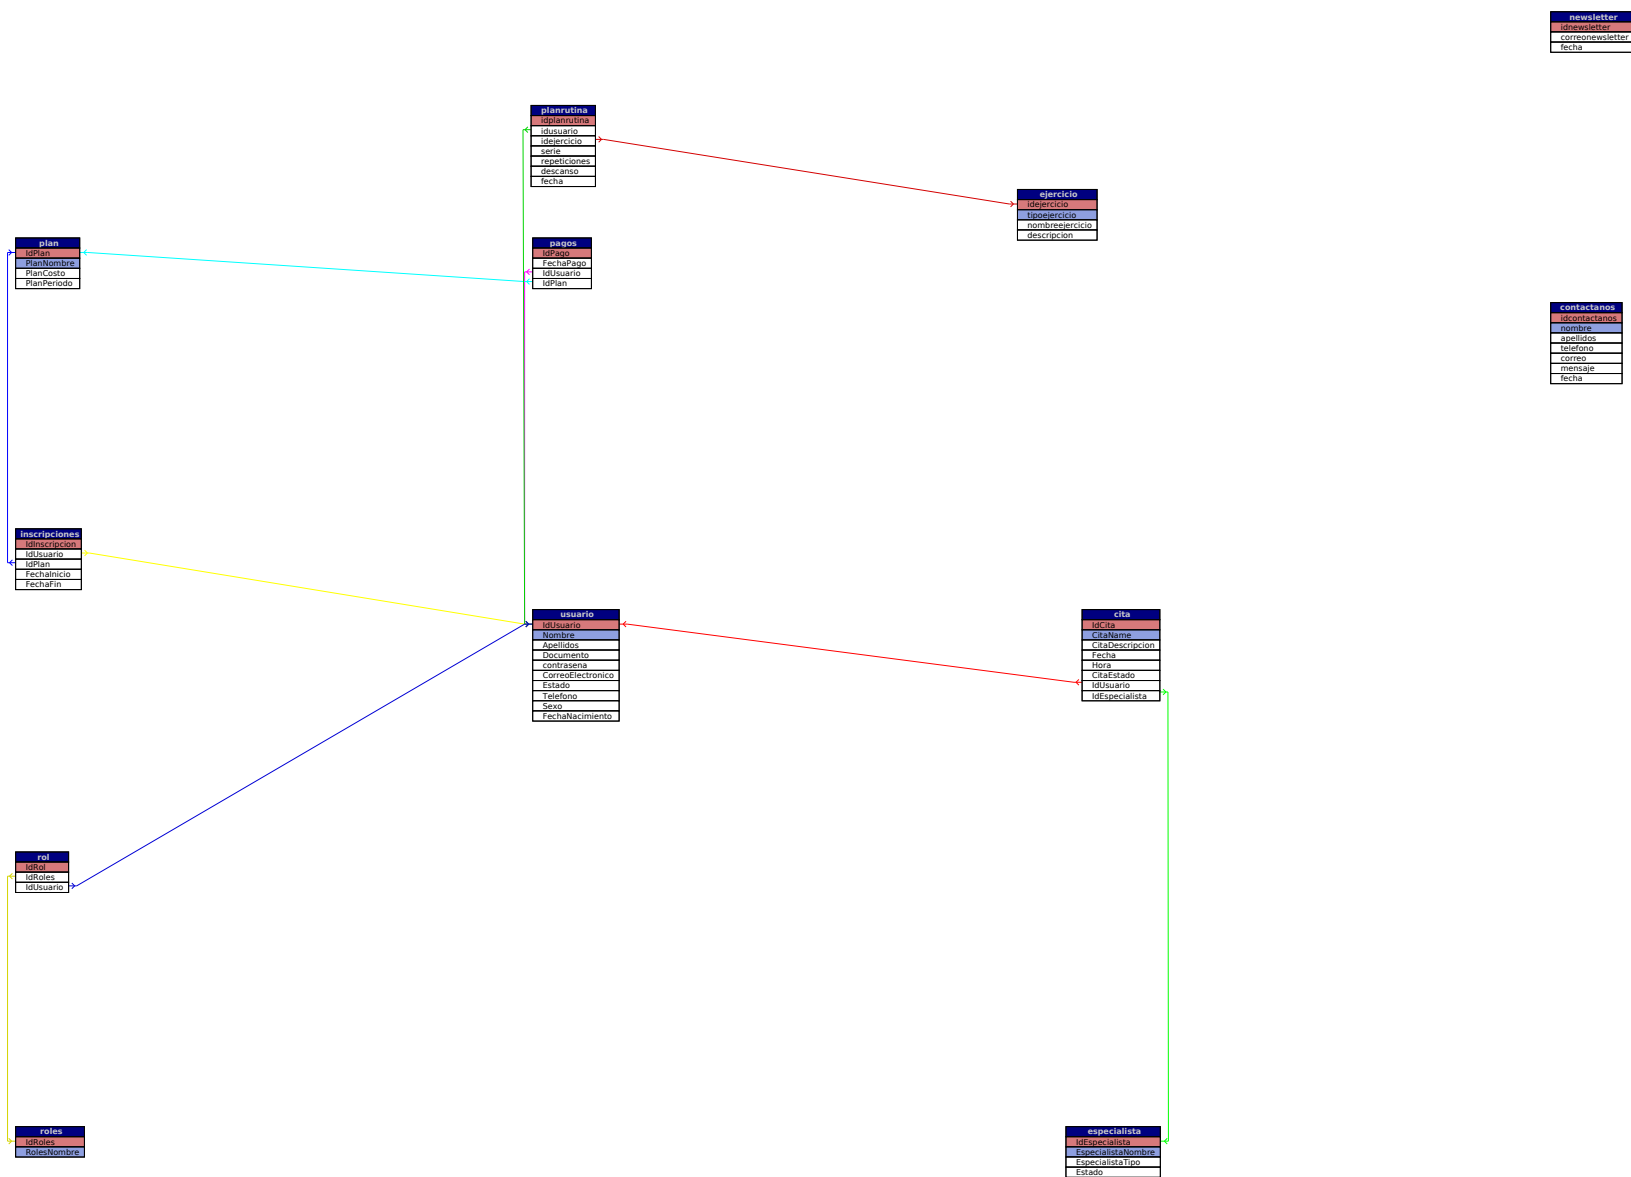 newsletter
idnewsletter
correonewsletter
fecha
planrutina
idplanrutina
idusuario
idejercicio
serie
repeticiones
descanso
fecha
ejercicio
idejercicio
tipoejercicio
nombreejercicio
descripcion
plan
IdPlan
PlanNombre
PlanCosto
PlanPeriodo
pagos
IdPago
FechaPago
IdUsuario
IdPlan
contactanos
idcontactanos
nombre
apellidos
telefono
correo
mensaje
fecha
inscripciones
IdInscripcion
IdUsuario
IdPlan
FechaInicio
FechaFin
usuario
IdUsuario
Nombre
Apellidos
Documento
contrasena
CorreoElectronico
Estado
Telefono
Sexo
FechaNacimiento
cita
IdCita
CitaName
CitaDescripcion
Fecha
Hora
CitaEstado
IdUsuario
IdEspecialista
rol
IdRol
IdRoles
IdUsuario
roles
IdRoles
RolesNombre
especialista
IdEspecialista
EspecialistaNombre
EspecialistaTipo
Estado